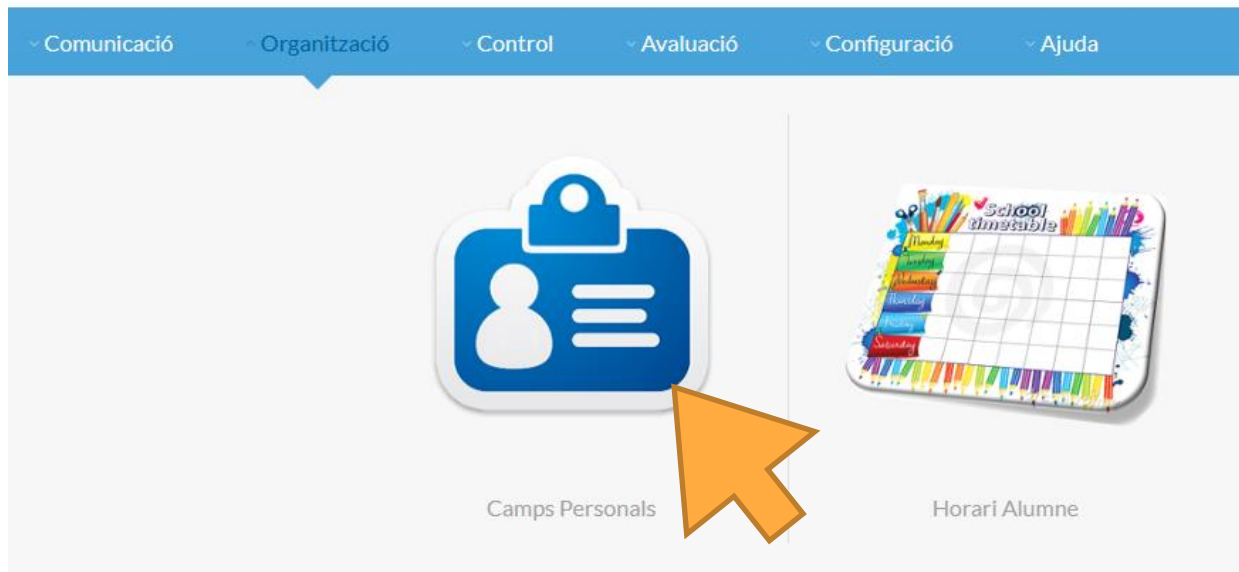 Comunicació Organització Control Avaluació Configuració Ajuda
School
timetable
Monday
Tuesday
Wednesday
Thursday
Friday
Saturday
Camps Personals Horari Alumne